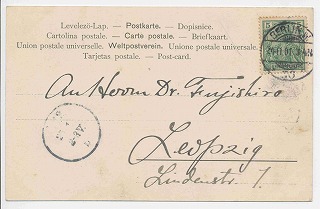 Levelező-Lap. — Postkarte. — Dopisnice.
Cartolina postale. — Carte postale. — Briefkaart.
Union postale universelle. Weltpostverein. Unione postale universale.
Tarjetas postale. — Post-card.
BERLIN
An Herrn Dr. Fujishiro
Leipzig
Lindenstr. 7.